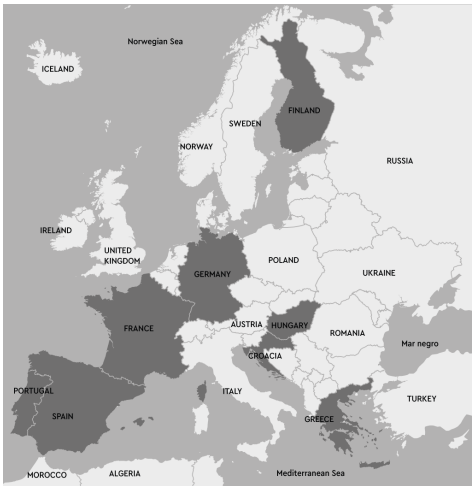 Norwegian Sea
ICELAND
FINLAND
SWEDEN
NORWAY
RUSSIA
IRELAND
UNITED
KINGDOM
POLAND
GERMANY
UKRAINE
FRANCE
AUSTRIA
HUNGARY
ROMANIA
Mar negro
CROACIA
PORTUGAL
SPAIN
ITALY
TURKEY
GREECE
MOROCCO
ALGERIA
Mediterranean Sea